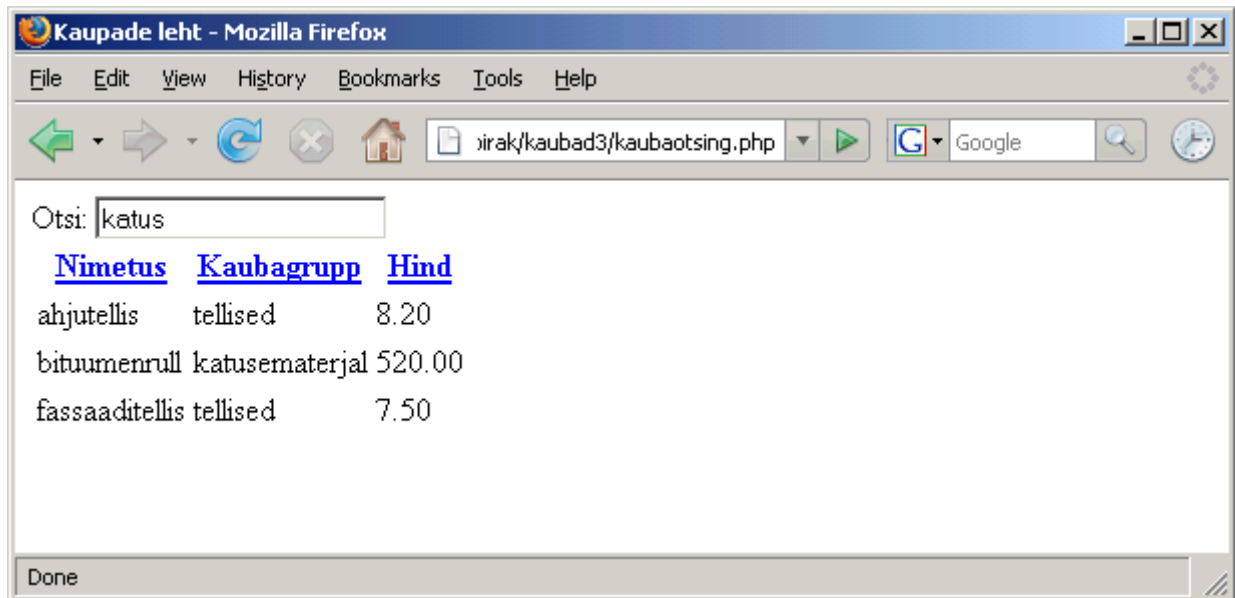 Kaupade leht - Mozilla Firefox
File Edit View History Bookmarks Tools Help
irak/kaubad3/kaubaotsing.php G Google
Otsi: katus
Nimetus Kaubagrupp Hind
ahjutellis tellised 8.20
bituumenrull katusematerjal 520.00
fassaaditellis tellised 7.50
Done